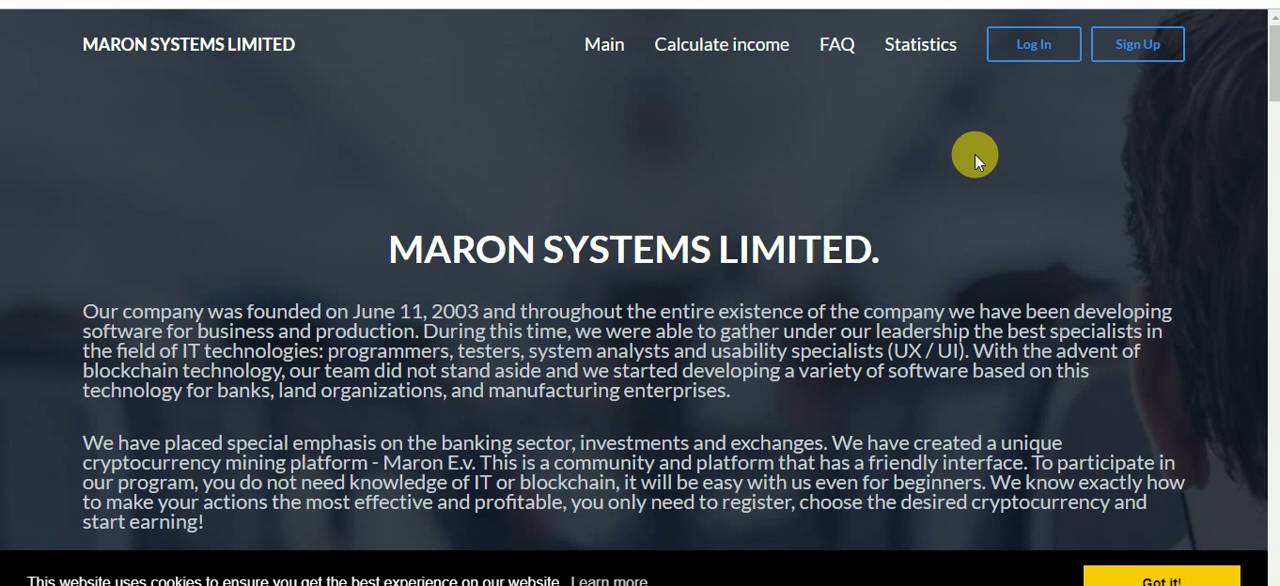 MARON SYSTEMS LIMITED Main Calculate income FAQ Statistics Log In Sign Up
MARON SYSTEMS LIMITED.
Our company was founded on June 11, 2003 and throughout the entire existence of the company we have been developing
software for business and production. During this time, we were able to gather under our leadership the best specialists in
the field of IT technologies: programmers, testers, system analysts and usability specialists (UX / UI). With the advent of
blockchain technology, our team did not stand aside and we started developing a variety of software based on this
technology for banks, land organizations, and manufacturing enterprises.
We have placed special emphasis on the banking sector, investments and exchanges. We have created a unique
cryptocurrency mining platform - Maron E.v. This is a community and platform that has a friendly interface. To participate in
our program, you do not need knowledge of IT or blockchain, it will be easy with us even for beginners. We know exactly how
to make your actions the most effective and profitable, you only need to register, choose the desired cryptocurrency and
start earning!
This website uses cookies to ensure you get the best experience on our website. Learn more Got it!